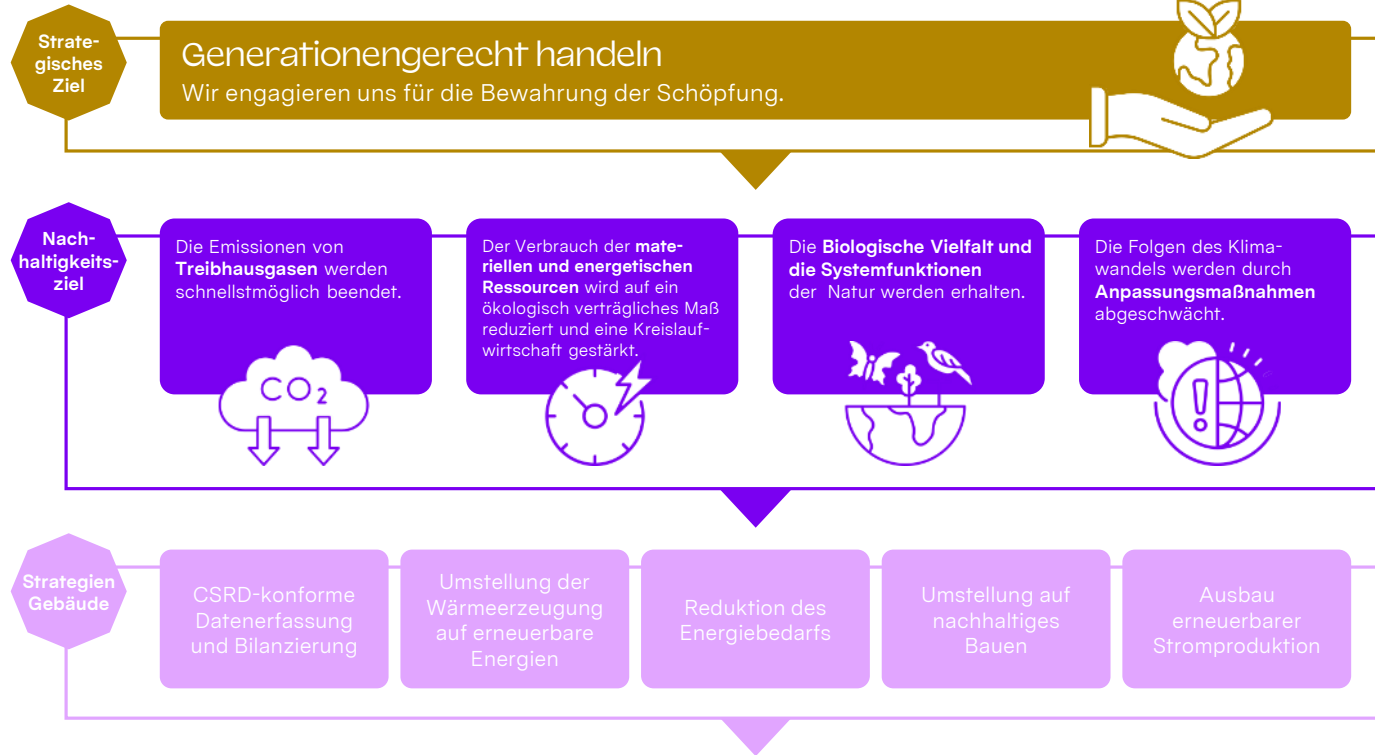 Strate-
gisches
Ziel
Generationengerecht handeln
Wir engagieren uns für die Bewahrung der Schöpfung.
Nach-
haltigkeits-
ziel
Die Emissionen von
Treibhausgasen werden
schnellstmöglich beendet.
CO2
Der Verbrauch der mate-
riellen und energetischen
Ressourcen wird auf ein
ökologisch verträgliches Maß
reduziert und eine Kreislauf-
wirtschaft gestärkt.
Die Biologische Vielfalt und
die Systemfunktionen
der Natur werden erhalten.
Die Folgen des Klima-
wandels werden durch
Anpassungsmaßnahmen
abgeschwächt.
Strategien
Gebäude
CSRD-konforme
Datenerfassung
und Bilanzierung
Umstellung der
Wärmeerzeugung
auf erneuerbare
Energien
Reduktion des
Energiebedarfs
Umstellung auf
nachhaltiges
Bauen
Ausbau
erneuerbarer
Stromproduktion